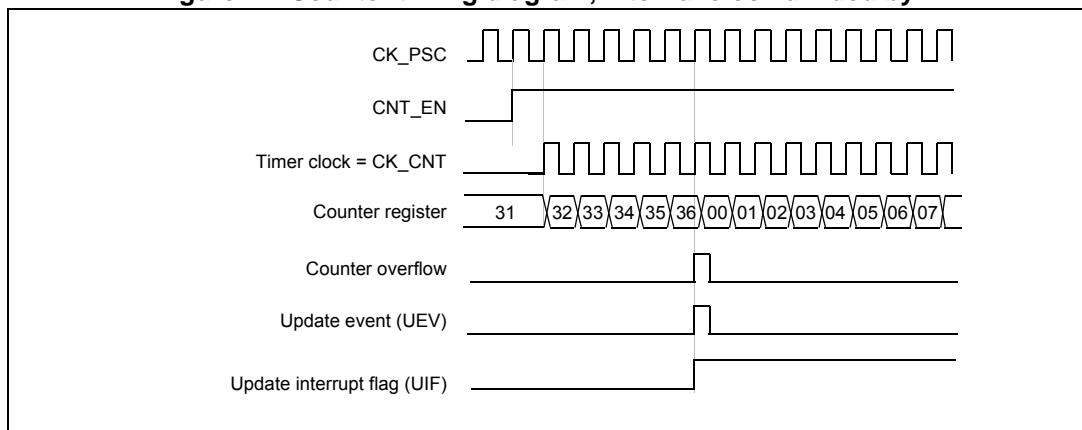 CK_PSC
CNT_EN
Timer clock = CK_CNT
Counter register 31 32 33 34 35 36 00 01 02 03 04 05 06 07
Counter overflow
Update event (UEV)
Update interrupt flag (UIF)